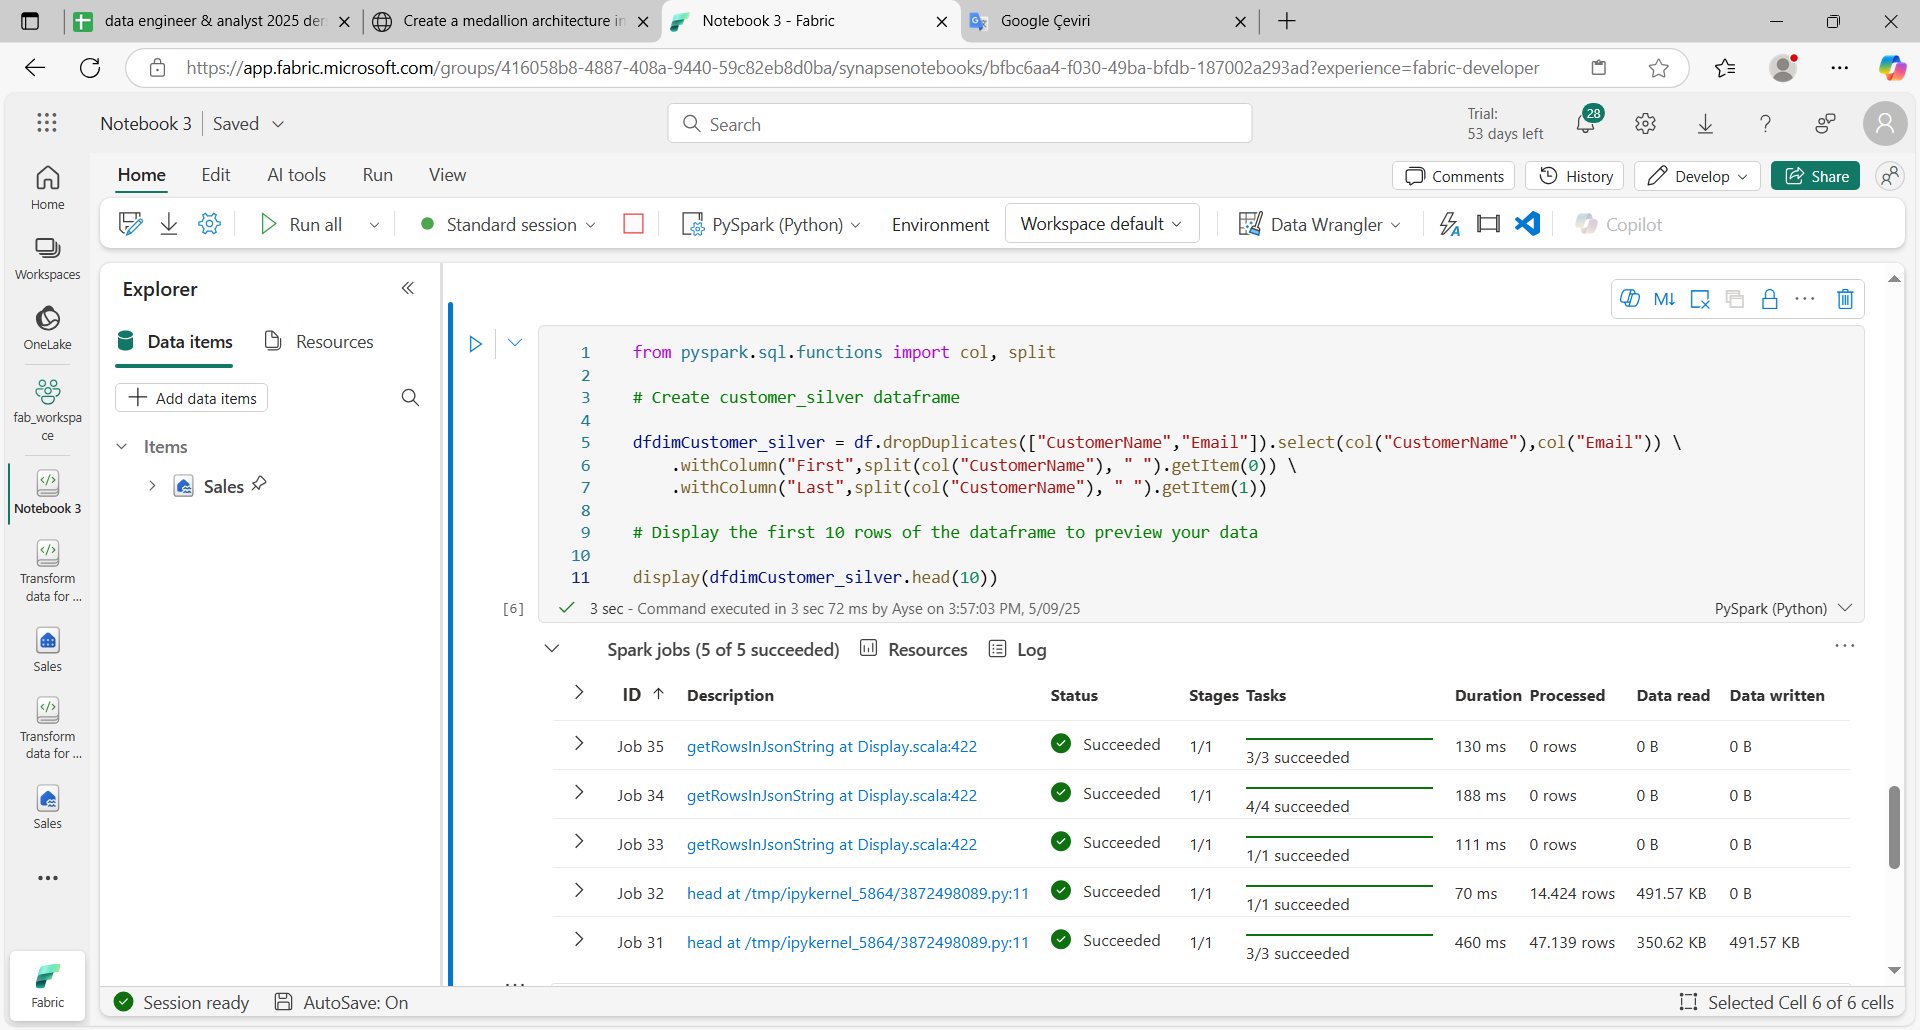 data engineer & analyst 2025 der
Create a medallion architecture in
Notebook 3 - Fabric
Google Çeviri
https://app.fabric.microsoft.com/groups/416058b8-4887-408a-9440-59c82eb8d0ba/synapsenotebooks/bfbc6aa4-f030-49ba-bfdb-187002a293ad?experience=fabric-developer
Notebook 3
Saved
Search
Trial:
53 days left
28
Home
Edit
AI tools
Run
View
Comments
History
Develop
Share
Run all
Standard session
PySpark (Python)
Environment
Workspace default
Data Wrangler
Copilot
Home
Workspaces
OneLake
fab_workspa
ce
Notebook 3
Transform
data for ...
Sales
Transform
data for ...
Sales
Fabric
Explorer
Data items
Resources
Add data items
Items
Sales
M↓
1 from pyspark.sql.functions import col, split
2
3 # Create customer_silver dataframe
4
5 dfdimCustomer_silver = df.dropDuplicates(["CustomerName","Email"]).select(col("CustomerName"),col("Email")) \
6 .withColumn("First",split(col("CustomerName"), " ").getItem(0)) \
7 .withColumn("Last",split(col("CustomerName"), " ").getItem(1))
8
9 # Display the first 10 rows of the dataframe to preview your data
10
11 display(dfdimCustomer_silver.head(10))
[6] 3 sec - Command executed in 3 sec 72 ms by Ayse on 3:57:03 PM, 5/09/25 PySpark (Python)
Spark jobs (5 of 5 succeeded) Resources Log
ID Description Status Stages Tasks Duration Processed Data read Data written
Job 35 getRowsInJsonString at Display.scala:422 Succeeded 1/1 3/3 succeeded 130 ms 0 rows 0 B 0 B
Job 34 getRowsInJsonString at Display.scala:422 Succeeded 1/1 4/4 succeeded 188 ms 0 rows 0 B 0 B
Job 33 getRowsInJsonString at Display.scala:422 Succeeded 1/1 1/1 succeeded 111 ms 0 rows 0 B 0 B
Job 32 head at /tmp/ipykernel_5864/3872498089.py:11 Succeeded 1/1 1/1 succeeded 70 ms 14.424 rows 491.57 KB 0 B
Job 31 head at /tmp/ipykernel_5864/3872498089.py:11 Succeeded 1/1 3/3 succeeded 460 ms 47.139 rows 350.62 KB 491.57 KB
Session ready
AutoSave: On
Selected Cell 6 of 6 cells